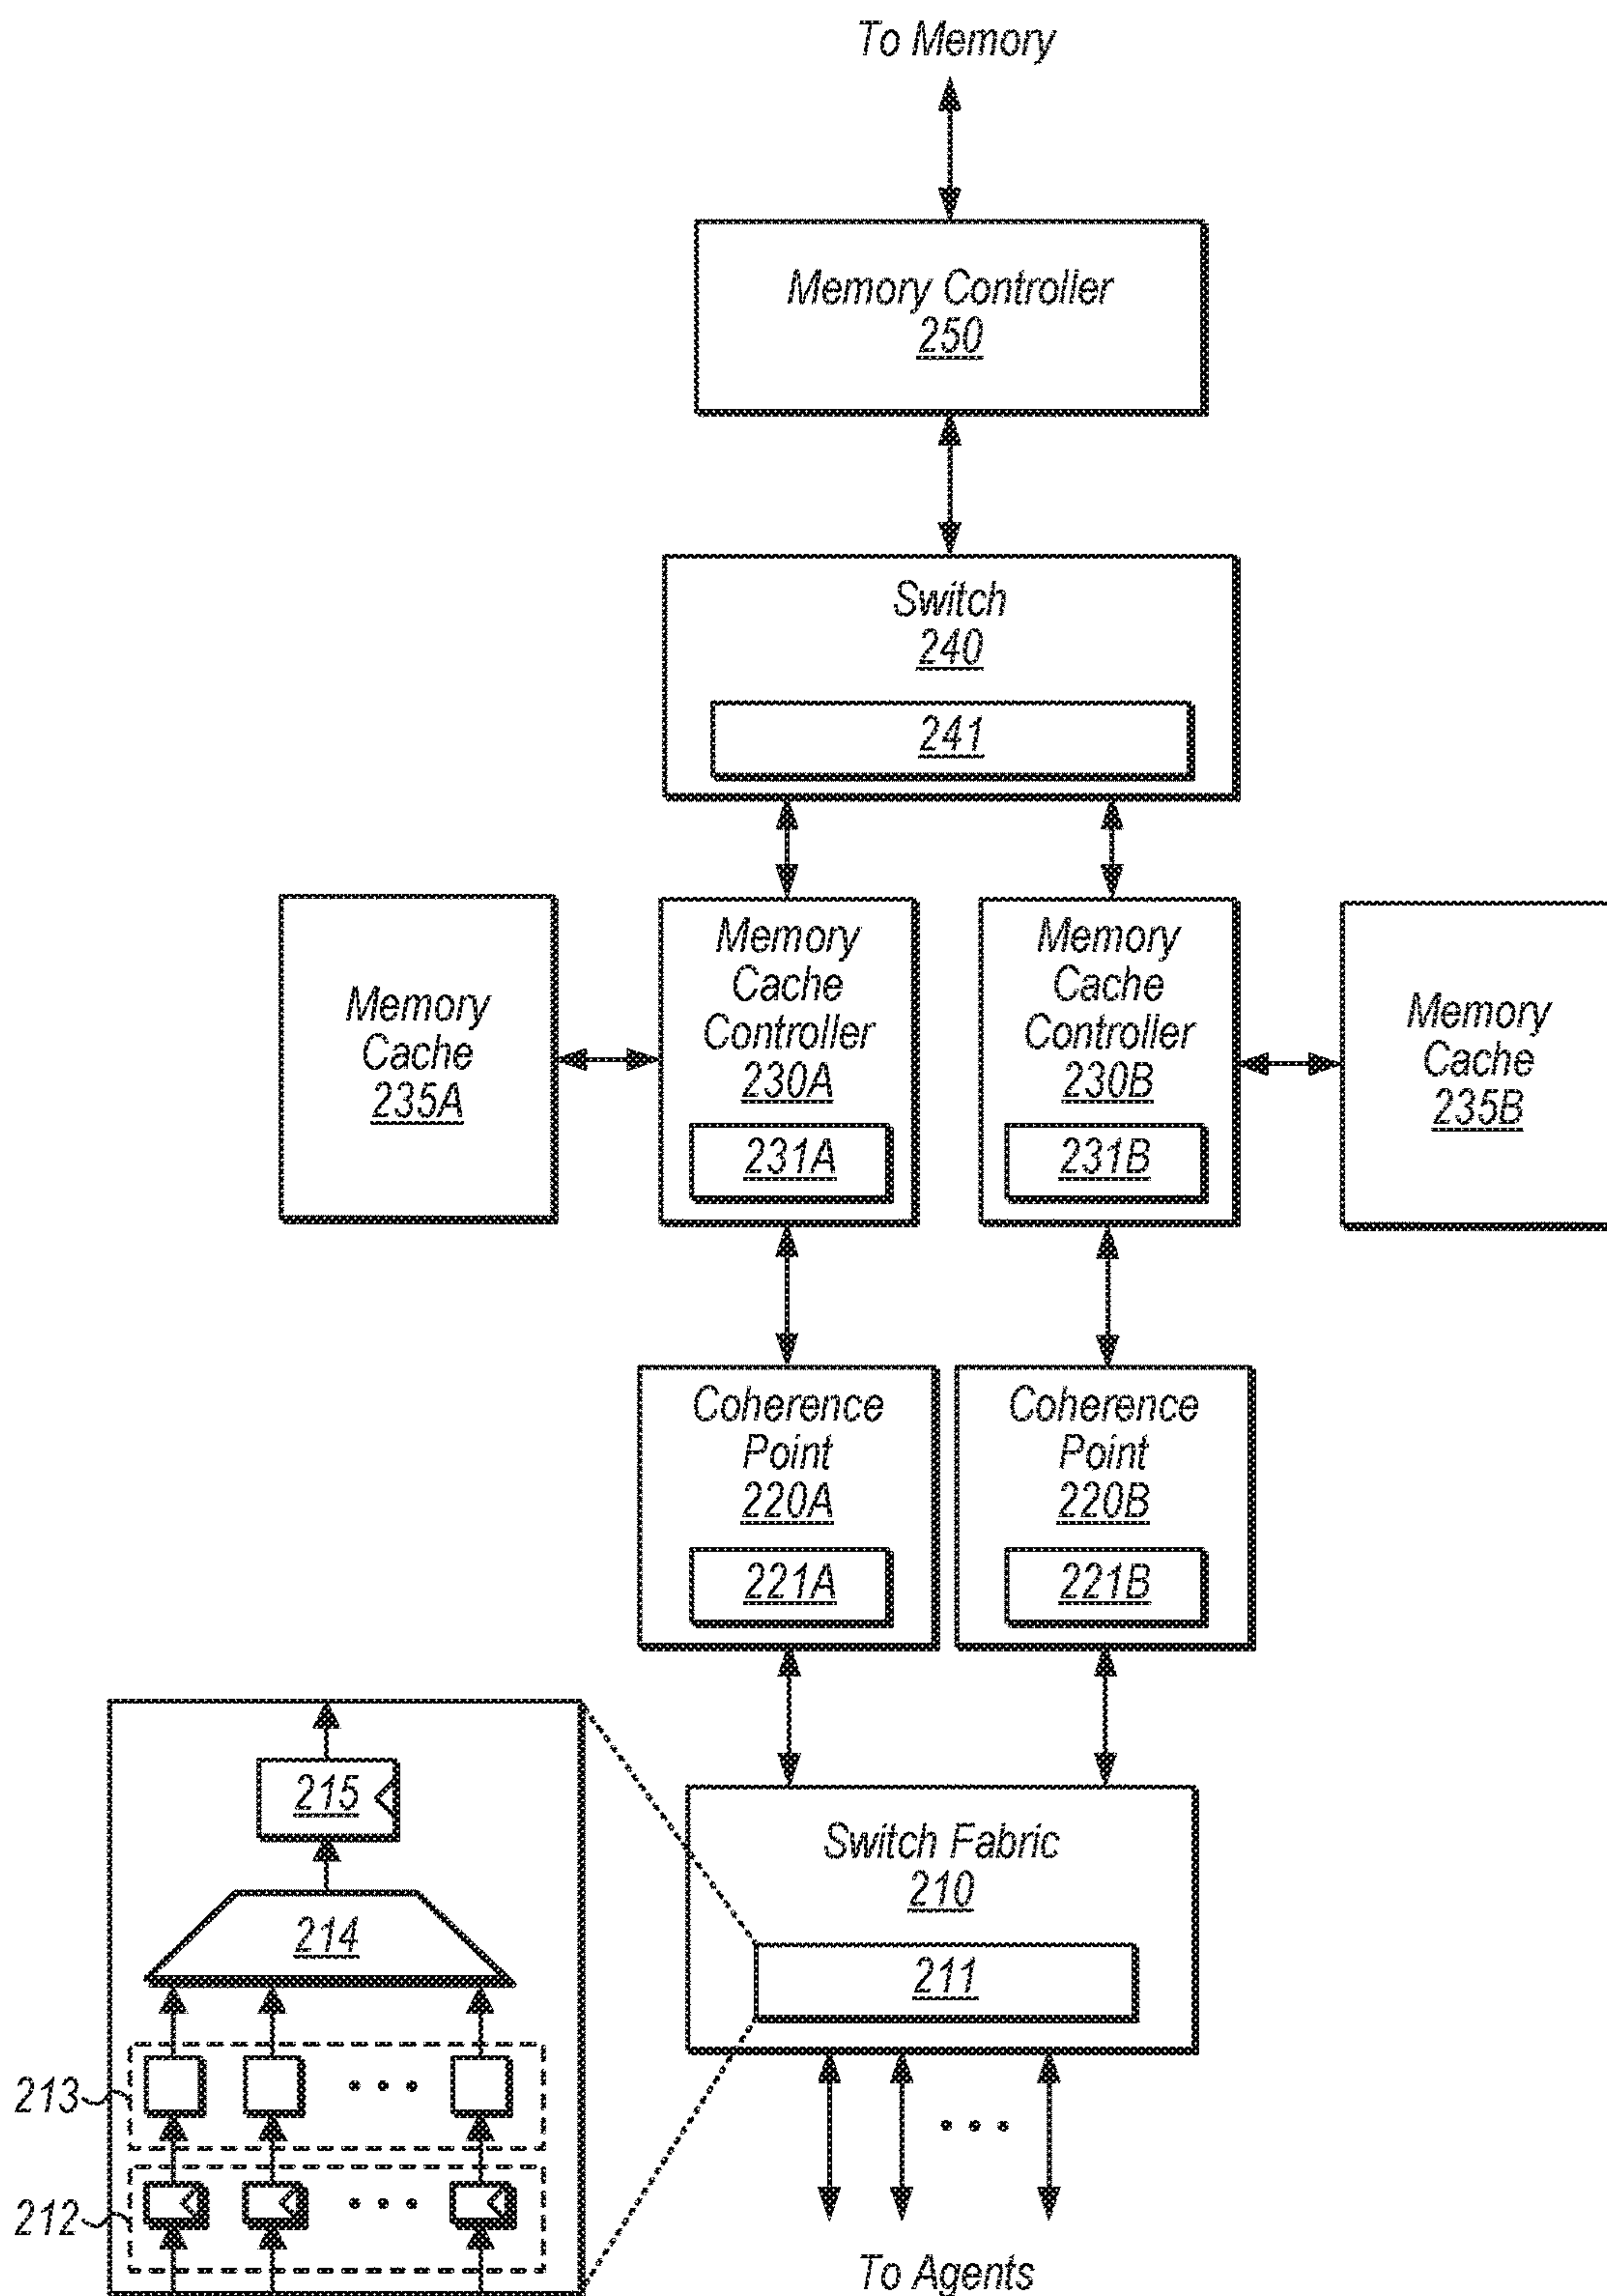 To Memory
Memory Controller
250
Switch
240
241
Memory
Cache
235A
Memory
Cache
Controller
230A
231A
Memory
Cache
Controller
230B
231B
Memory
Cache
235B
Coherence
Point
220A
221A
Coherence
Point
220B
221B
215
214
213
212
Switch Fabric
210
211
To Agents